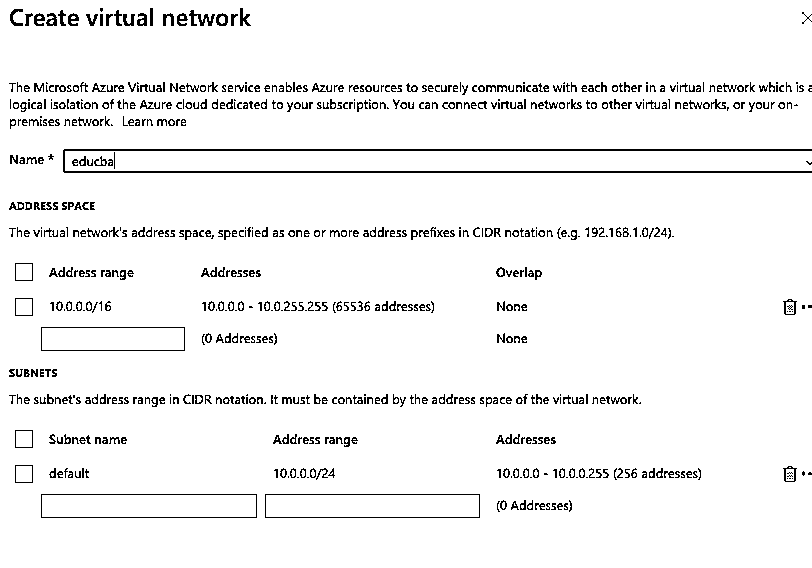 Create virtual network
The Microsoft Azure Virtual Network service enables Azure resources to securely communicate with each other in a virtual network which is a
logical isolation of the Azure cloud dedicated to your subscription. You can connect virtual networks to other virtual networks, or your on-
premises network. Learn more
Name * educba
ADDRESS SPACE
The virtual network's address space, specified as one or more address prefixes in CIDR notation (e.g. 192.168.1.0/24).
Address range Addresses Overlap
10.0.0.0/16 10.0.0.0 - 10.0.255.255 (65536 addresses) None
(0 Addresses) None
SUBNETS
The subnet's address range in CIDR notation. It must be contained by the address space of the virtual network.
Subnet name Address range Addresses
default 10.0.0.0/24 10.0.0.0 - 10.0.0.255 (256 addresses)
(0 Addresses)